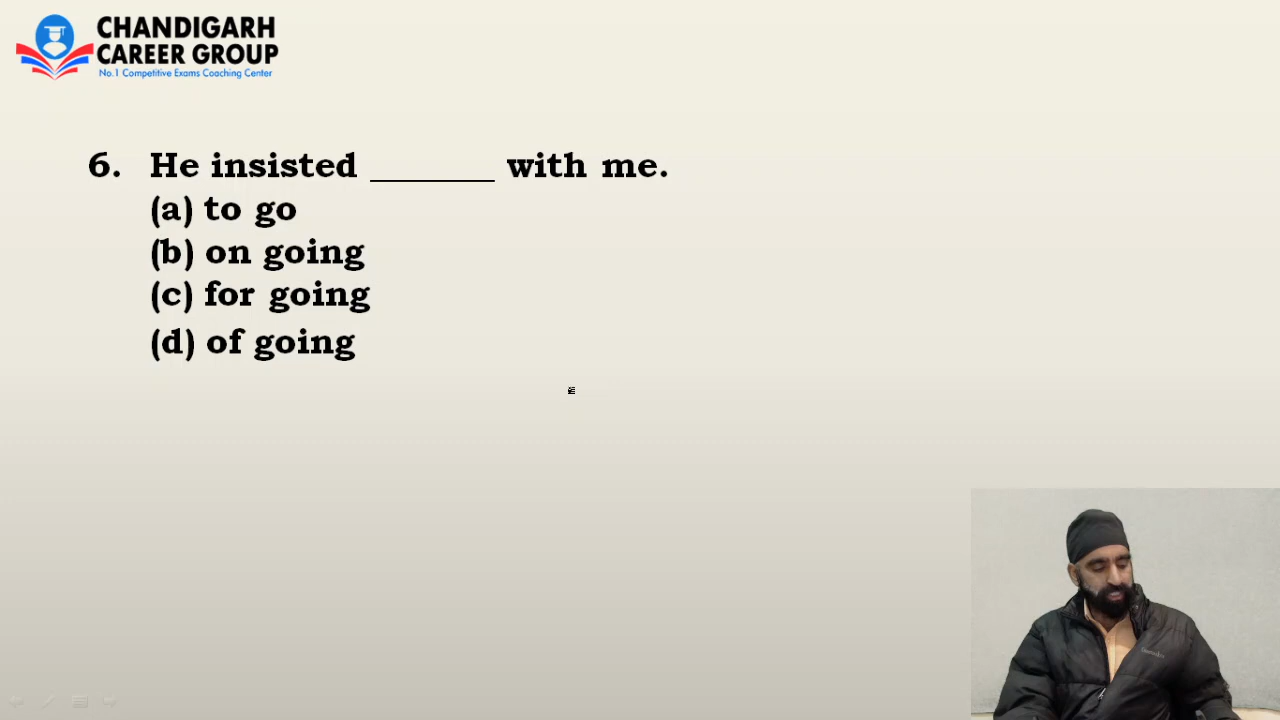 CHANDIGARH
CAREER GROUP
No.1 Competitive Exams Coaching Center
6. He insisted _______ with me.
(a) to go
(b) on going
(c) for going
(d) of going